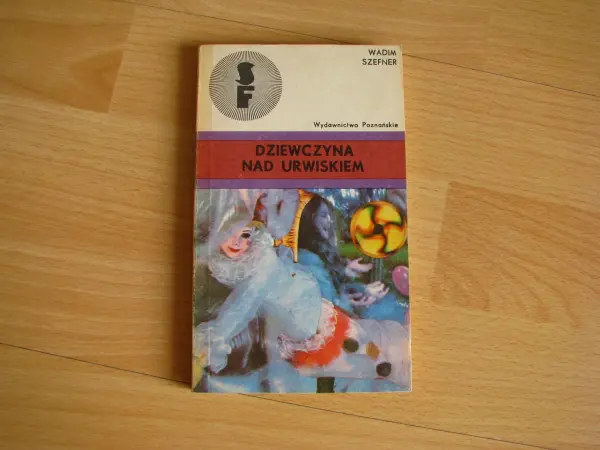 SF
WADIM
SZEFNER
Wydawnictwo Poznańskie
DZIEWCZYNA
NAD URWISKIEM